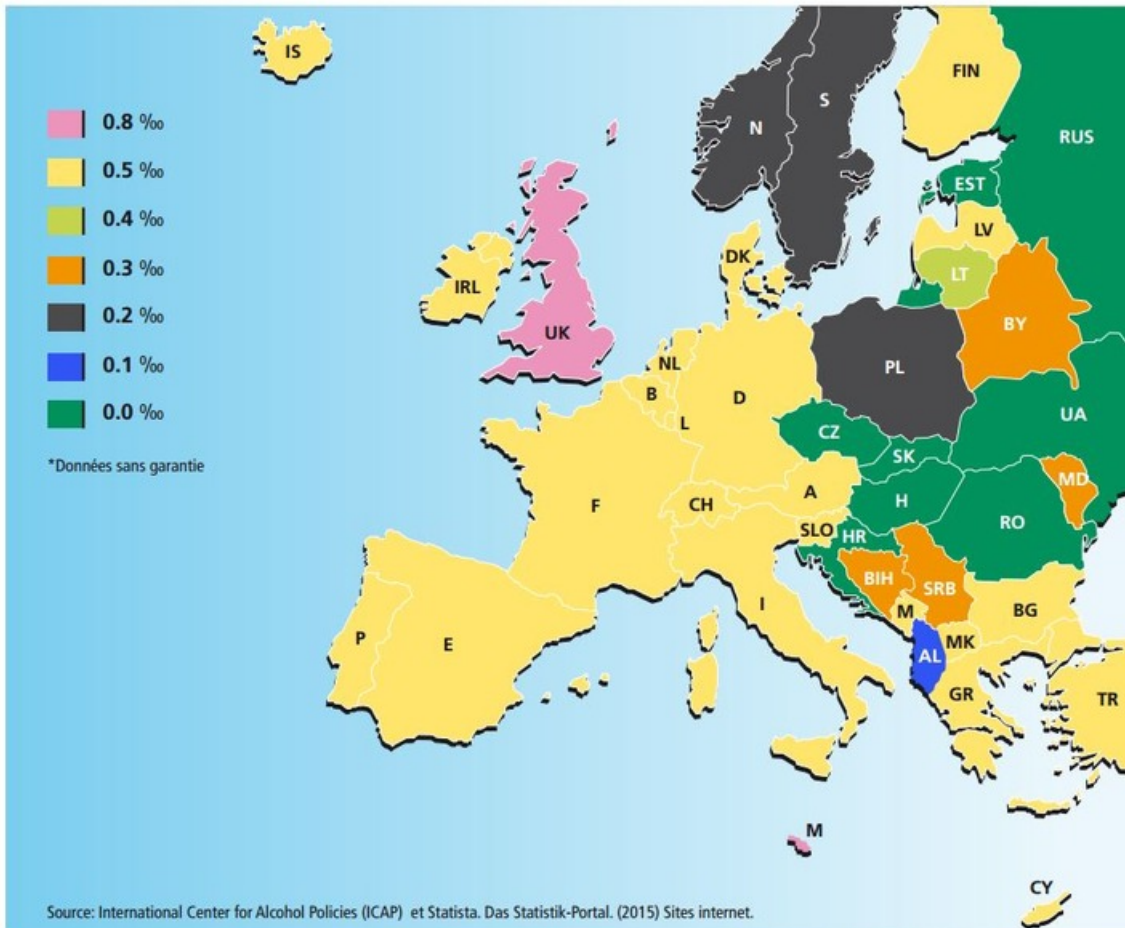 IS
FIN
0.8 ‰
N
S
RUS
0.5 ‰
EST
0.4 ‰
LV
DK
0.3 ‰
LT
IRL
BY
0.2 ‰
UK
NL
PL
0.1 ‰
B
D
L
0.0 ‰
CZ
UA
SK
*Données sans garantie
MD
A
H
F
CH
RO
SLO
HR
BIH
SRB
I
M
BG
P
E
MK
AL
GR
TR
M
CY
Source: International Center for Alcohol Policies (ICAP) et Statista. Das Statistik-Portal. (2015) Sites internet.